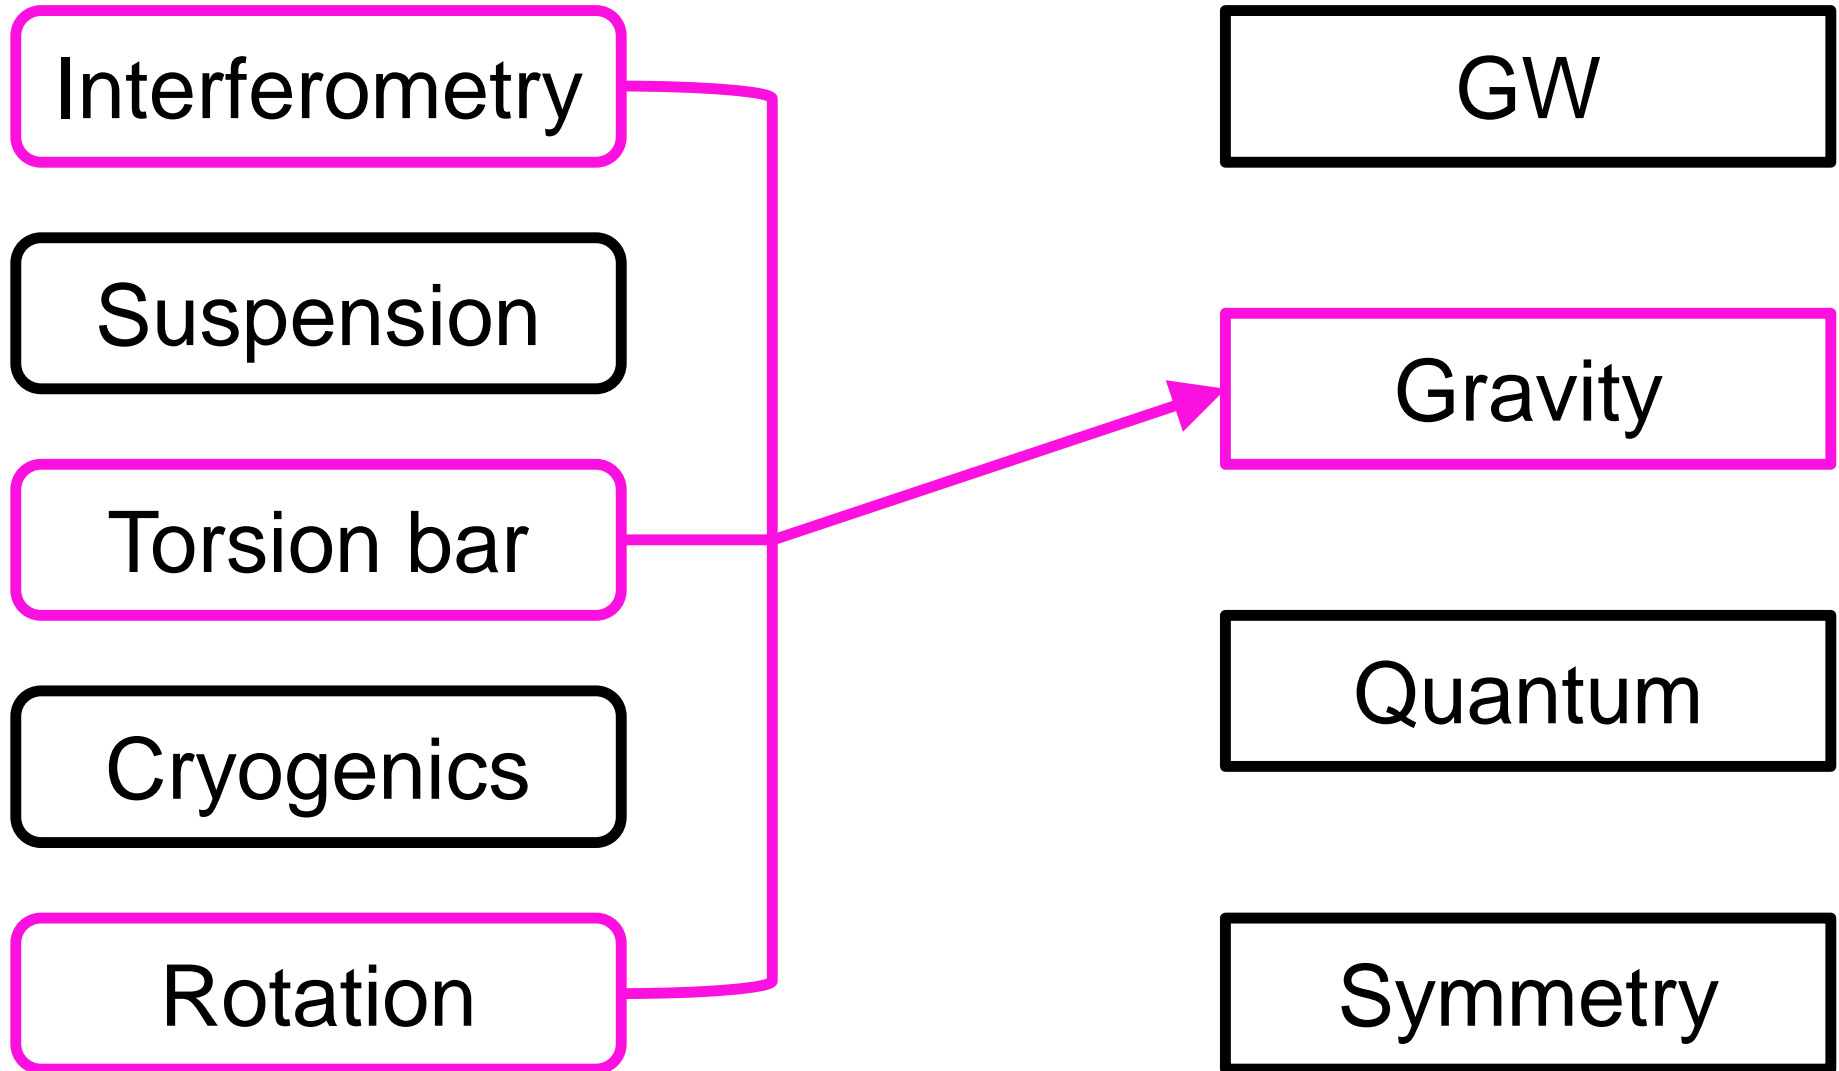 Interferometry
Suspension
Torsion bar
Cryogenics
Rotation
GW
Gravity
Quantum
Symmetry